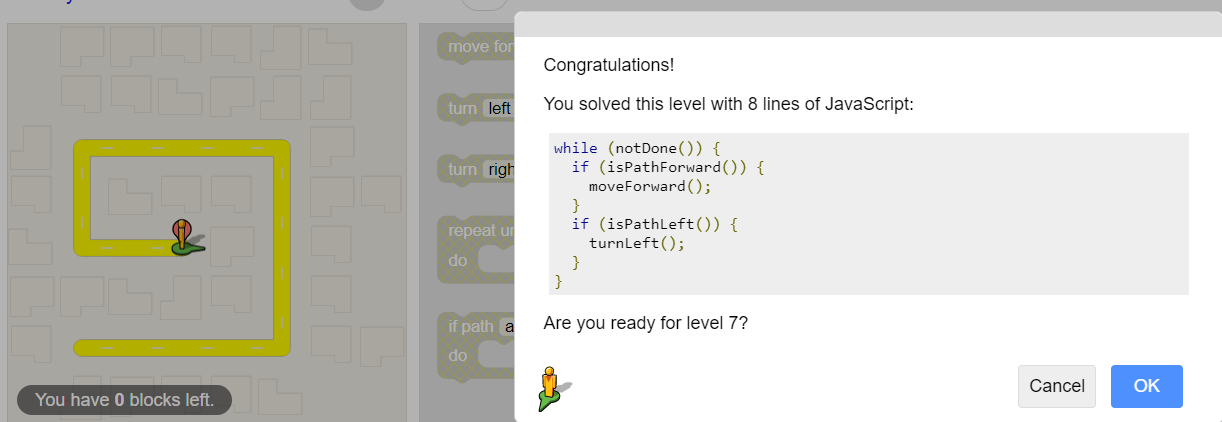 move for
turn left
turn righ
repeat un
do
if path a
do
You have 0 blocks left.
Congratulations!
You solved this level with 8 lines of JavaScript:
while (notDone()) {
  if (isPathForward()) {
    moveForward();
  }
  if (isPathLeft()) {
    turnLeft();
  }
}
Are you ready for level 7?
Cancel
OK